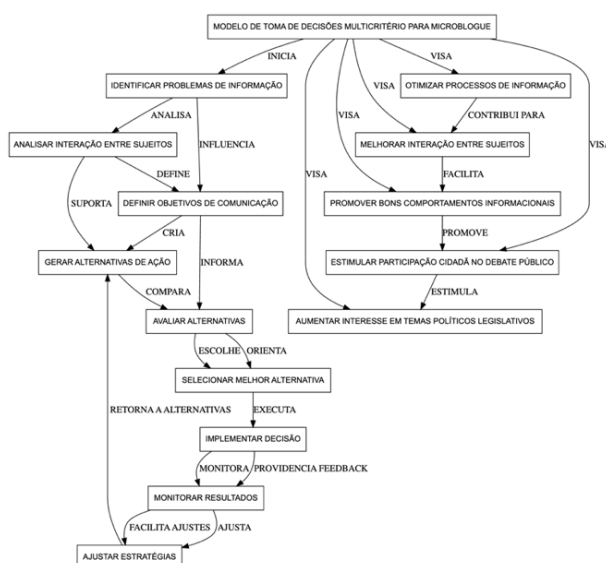 MODELO DE TOMA DE DECISÕES MULTICRITÉRIO PARA MICROBLOGUE
INICIA
VISA
IDENTIFICAR PROBLEMAS DE INFORMAÇÃO
VISA
OTIMIZAR PROCESSOS DE INFORMAÇÃO
ANALISA
VISA
CONTRIBUI PARA
ANALISAR INTERAÇÃO ENTRE SUJEITOS
INFLUENCIA
MELHORAR INTERAÇÃO ENTRE SUJEITOS
VISA
DEFINE
VISA
FACILITA
SUPORTA
DEFINIR OBJETIVOS DE COMUNICAÇÃO
PROMOVER BONS COMPORTAMENTOS INFORMACIONAIS
CRIA
PROMOVE
GERAR ALTERNATIVAS DE AÇÃO
INFORMA
ESTIMULAR PARTICIPAÇÃO CIDADÃ NO DEBATE PÚBLICO
COMPARA
ESTIMULA
AVALIAR ALTERNATIVAS
AUMENTAR INTERESSE EM TEMAS POLÍTICOS LEGISLATIVOS
ESCOLHE
ORIENTA
SELECIONAR MELHOR ALTERNATIVA
RETORNA A ALTERNATIVAS
EXECUTA
IMPLEMENTAR DECISÃO
MONITORA
PROVIDENCIA FEEDBACK
MONITORAR RESULTADOS
FACILITA AJUSTES
AJUSTA
AJUSTAR ESTRATÉGIAS